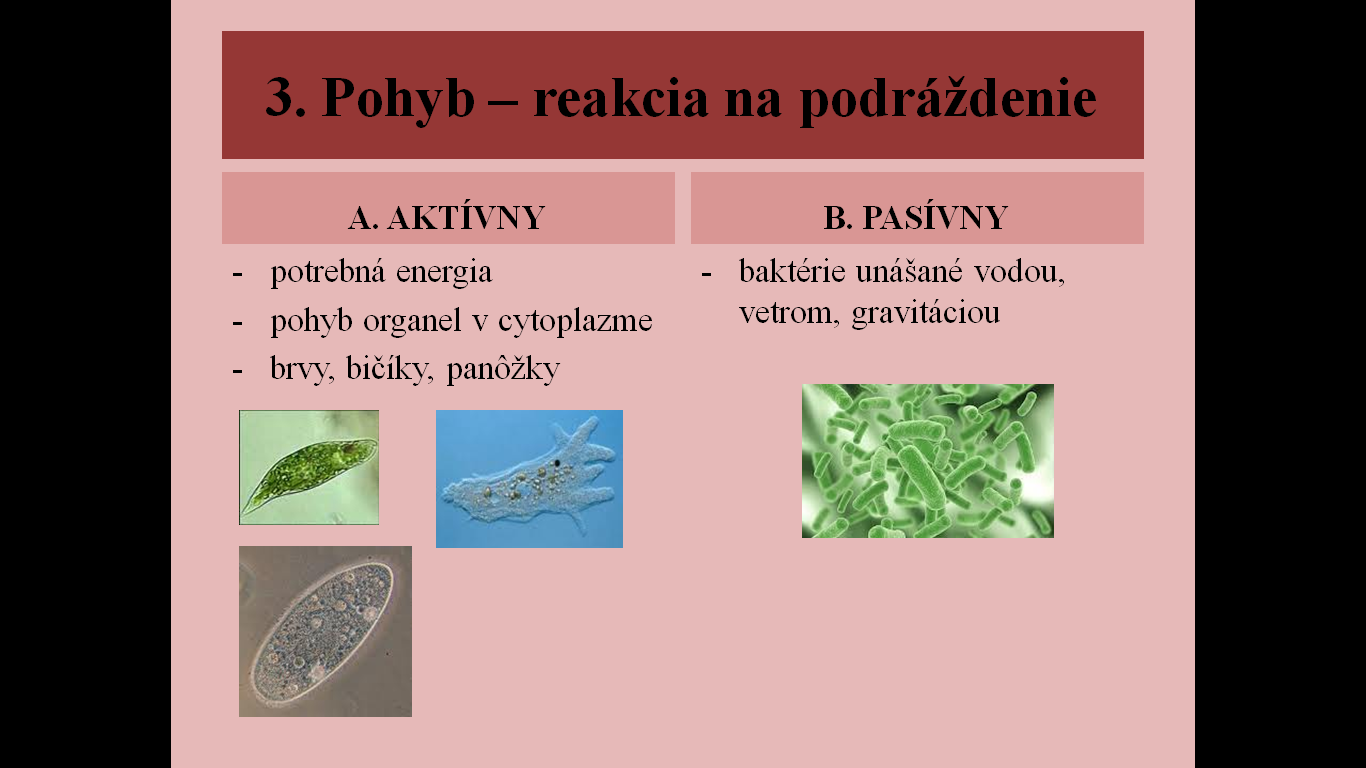 3. Pohyb – reakcia na podráždenie
A. AKTÍVNY
- potrebná energia
- pohyb organel v cytoplazme
- brvy, bičíky, panôžky
B. PASÍVNY
- baktérie unášané vodou,
vetrom, gravitáciou